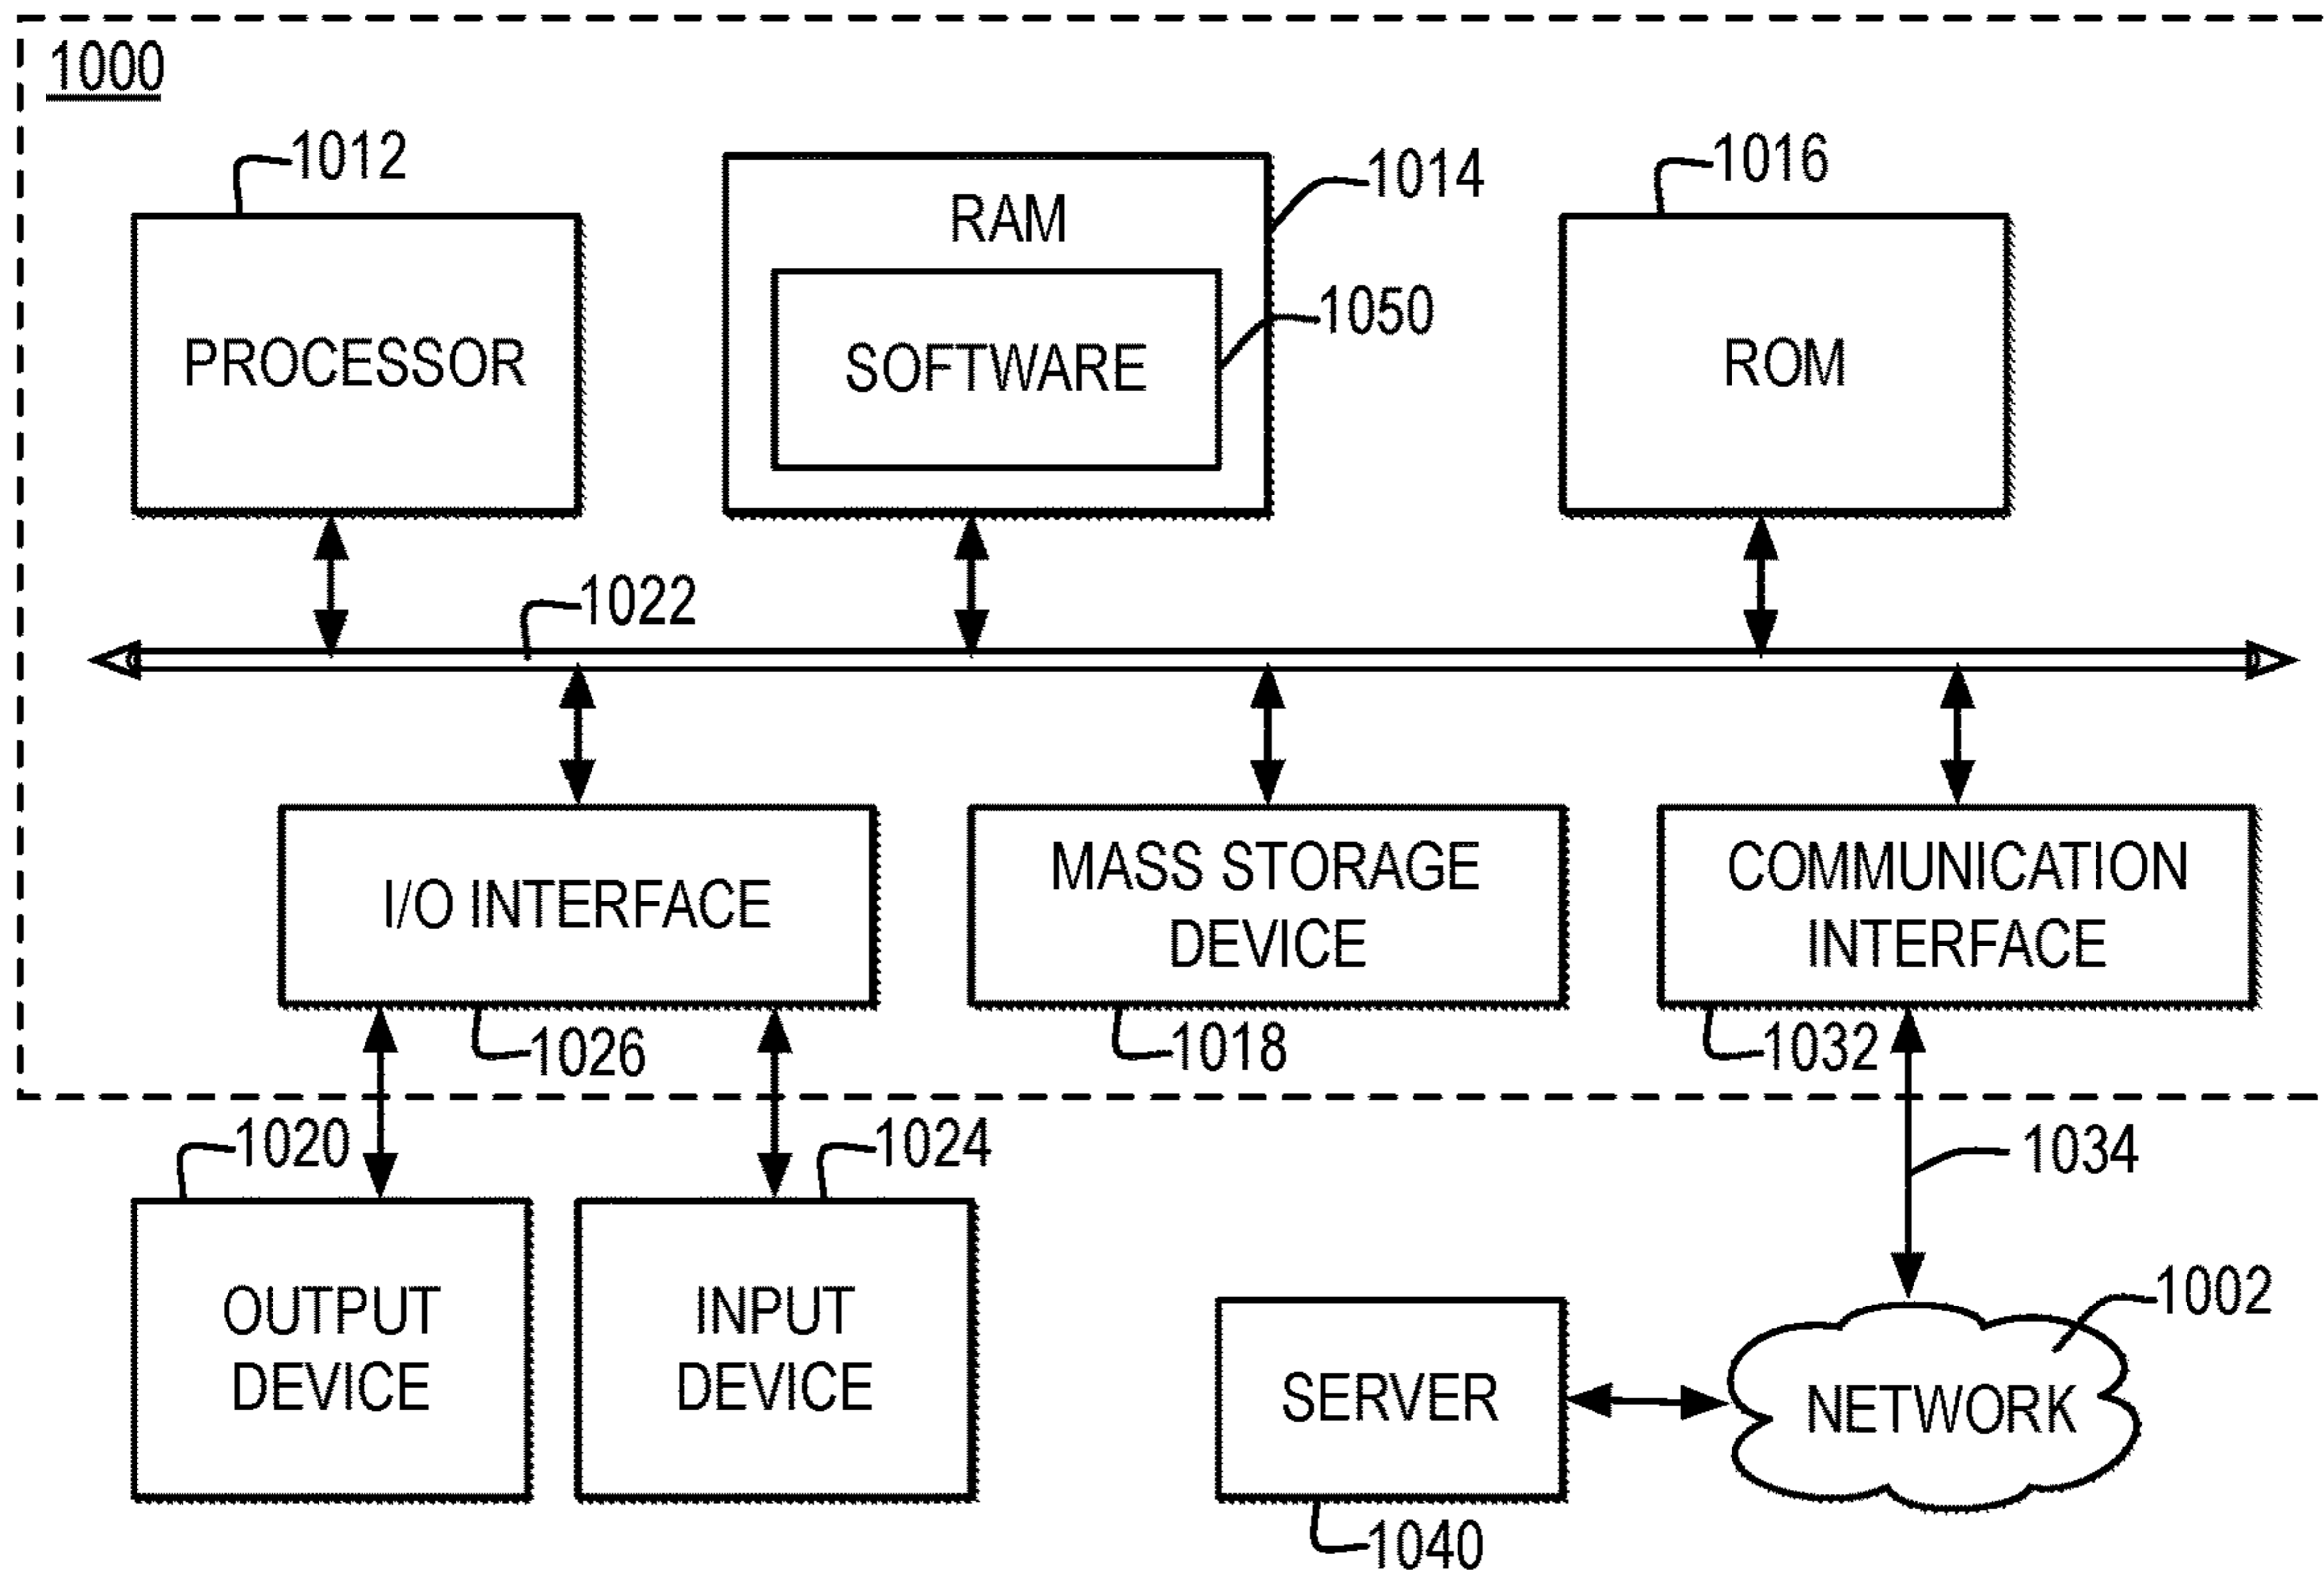 1000
1012
1014
1016
RAM
1050
PROCESSOR
SOFTWARE
ROM
1022
I/O INTERFACE
MASS STORAGE
DEVICE
COMMUNICATION
INTERFACE
1026
1018
1032
1020
1024
1034
OUTPUT
DEVICE
INPUT
DEVICE
1002
SERVER
NETWORK
1040